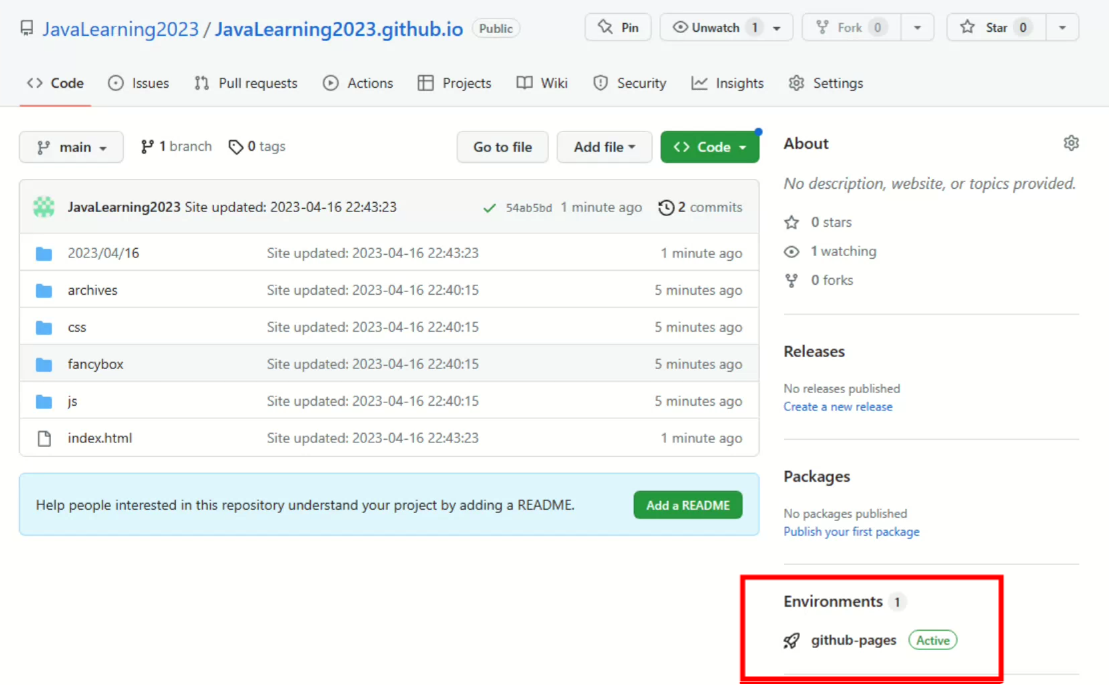 JavaLearning2023 / JavaLearning2023.github.io Public
Pin Unwatch 1 Fork 0 Star 0
Code Issues Pull requests Actions Projects Wiki Security Insights Settings
main 1 branch 0 tags Go to file Add file Code
JavaLearning2023 Site updated: 2023-04-16 22:43:23 54ab5bd 1 minute ago 2 commits
2023/04/16 Site updated: 2023-04-16 22:43:23 1 minute ago
archives Site updated: 2023-04-16 22:40:15 5 minutes ago
css Site updated: 2023-04-16 22:40:15 5 minutes ago
fancybox Site updated: 2023-04-16 22:40:15 5 minutes ago
js Site updated: 2023-04-16 22:40:15 5 minutes ago
index.html Site updated: 2023-04-16 22:43:23 1 minute ago
Help people interested in this repository understand your project by adding a README. Add a README
About
No description, website, or topics provided.
0 stars
1 watching
0 forks
Releases
No releases published
Create a new release
Packages
No packages published
Publish your first package
Environments 1
github-pages Active